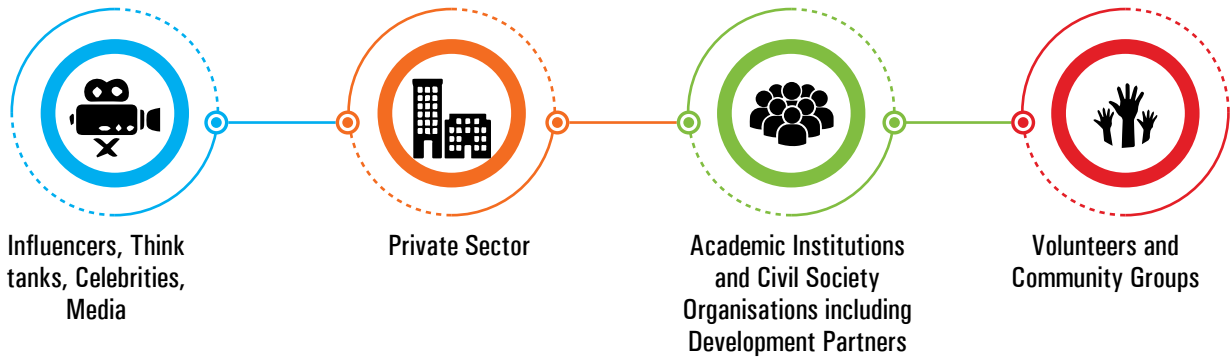 Influencers, Think
tanks, Celebrities,
Media
Private Sector
Academic Institutions
and Civil Society
Organisations including
Development Partners
Volunteers and
Community Groups